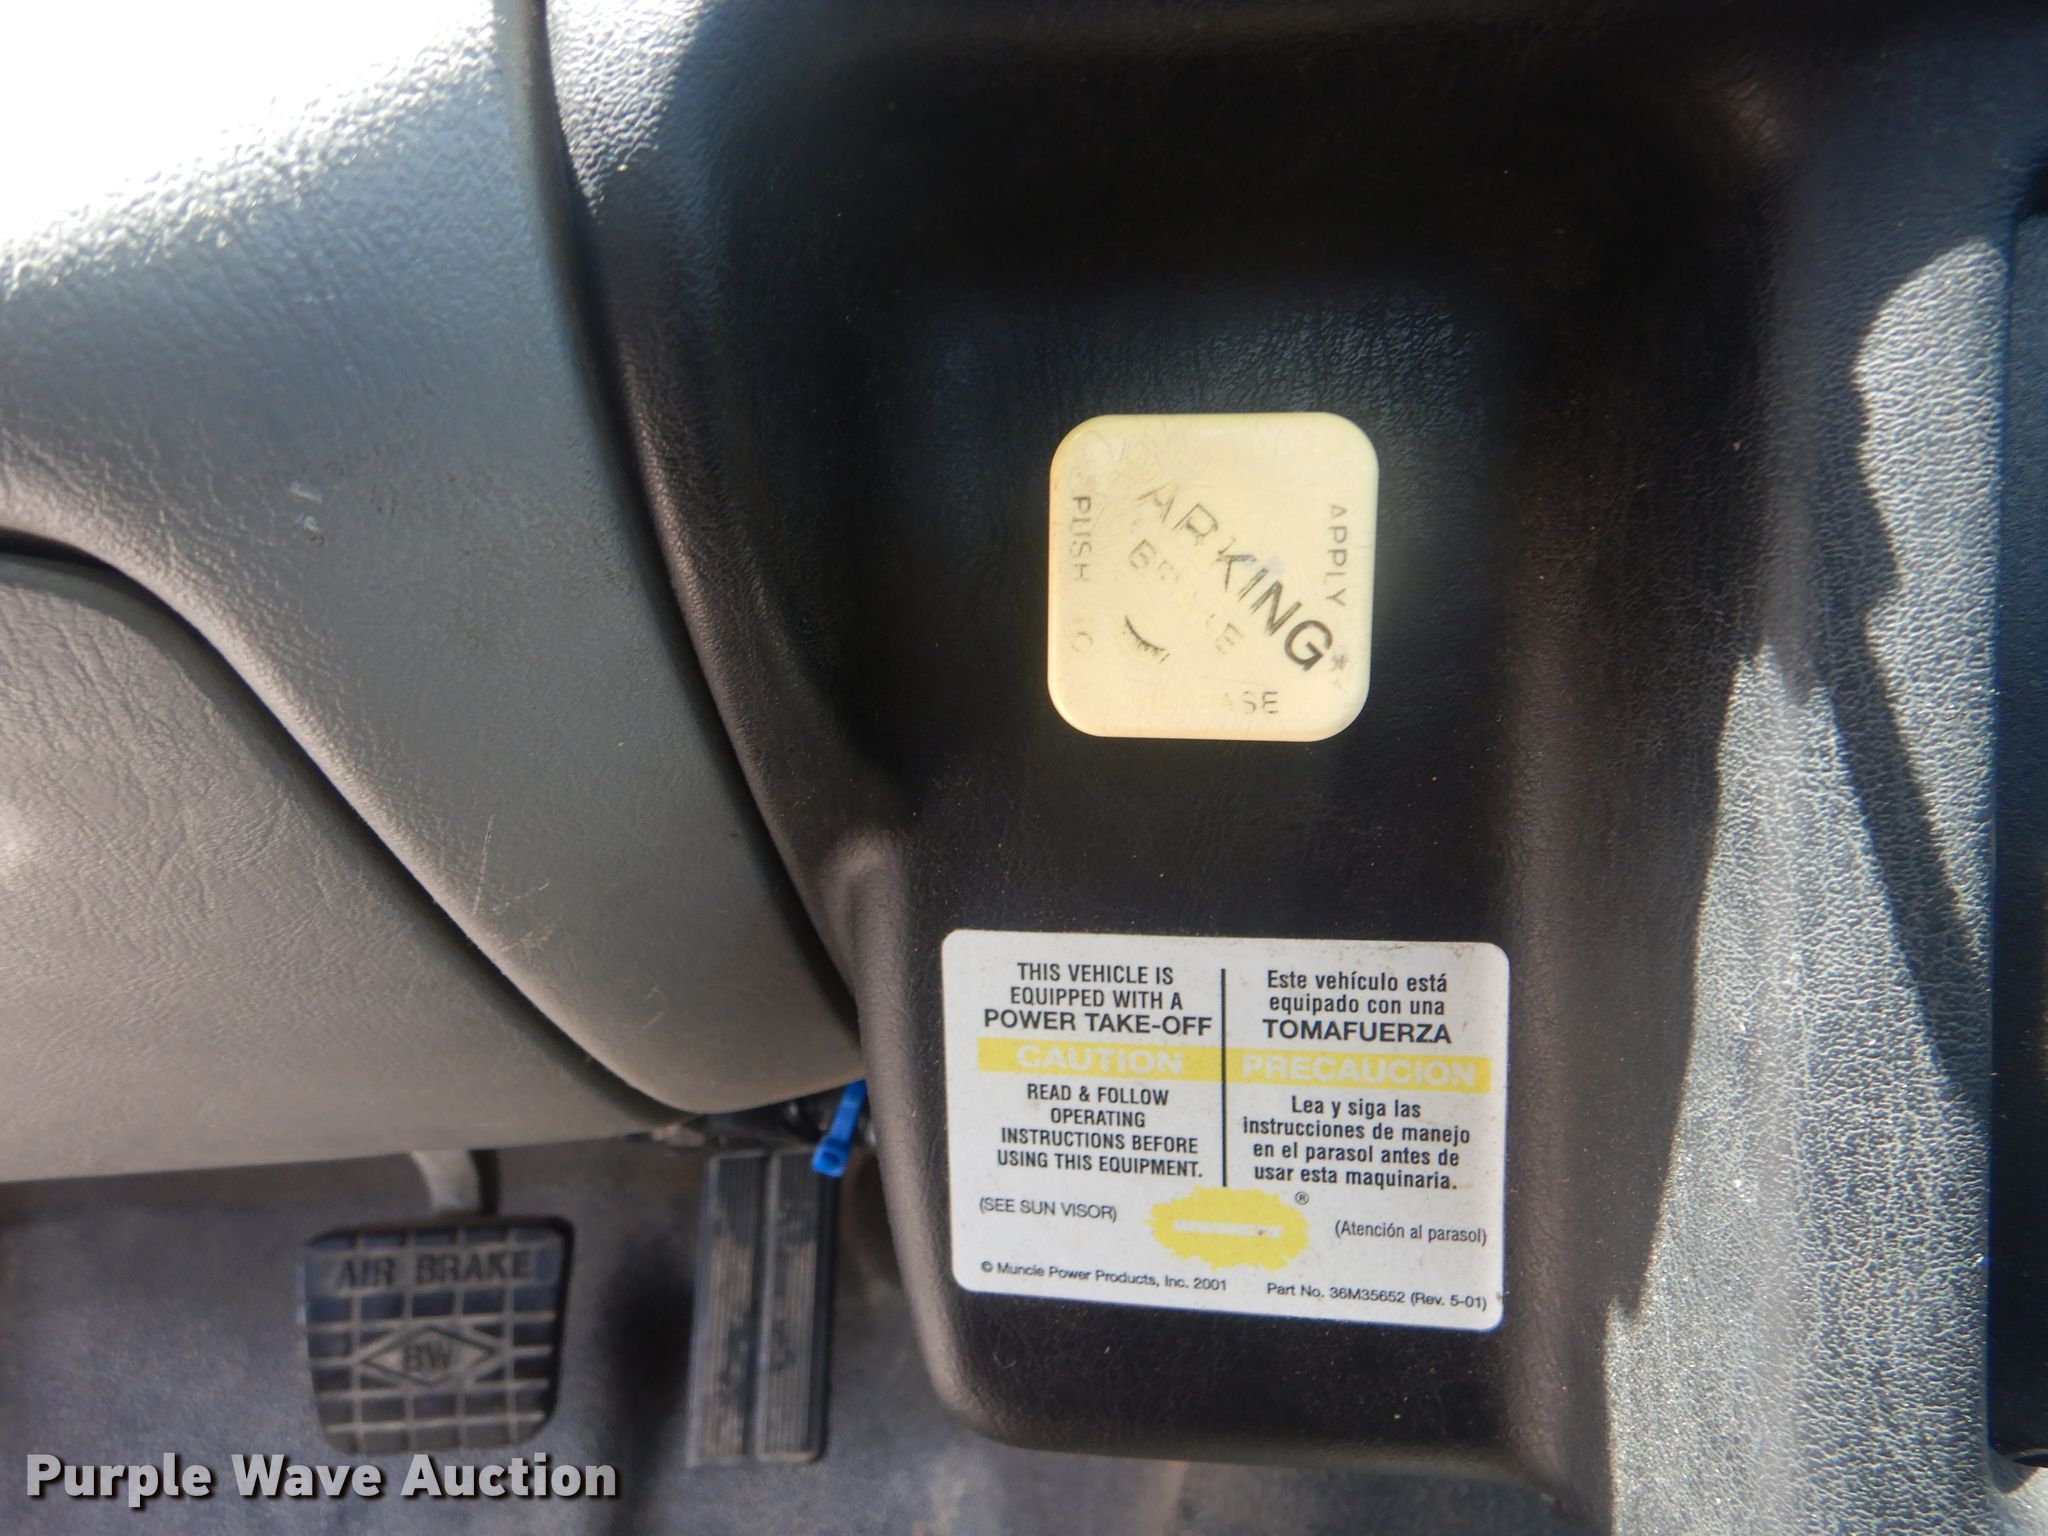 PARKING
APPLY
PUSH
RELEASE
THIS VEHICLE IS
EQUIPPED WITH A
POWER TAKE-OFF
CAUTION
READ & FOLLOW
OPERATING
INSTRUCTIONS BEFORE
USING THIS EQUIPMENT.
(SEE SUN VISOR)
Este vehículo está
equipado con una
TOMAFUERZA
PRECAUCION
Lea y siga las
instrucciones de manejo
en el parasol antes de
usar esta maquinaria.
®
(Atención al parasol)
© Muncie Power Products, Inc. 2001
Part No. 36M35652 (Rev. 5-01)
AIR BRAKE
BW
Purple Wave Auction